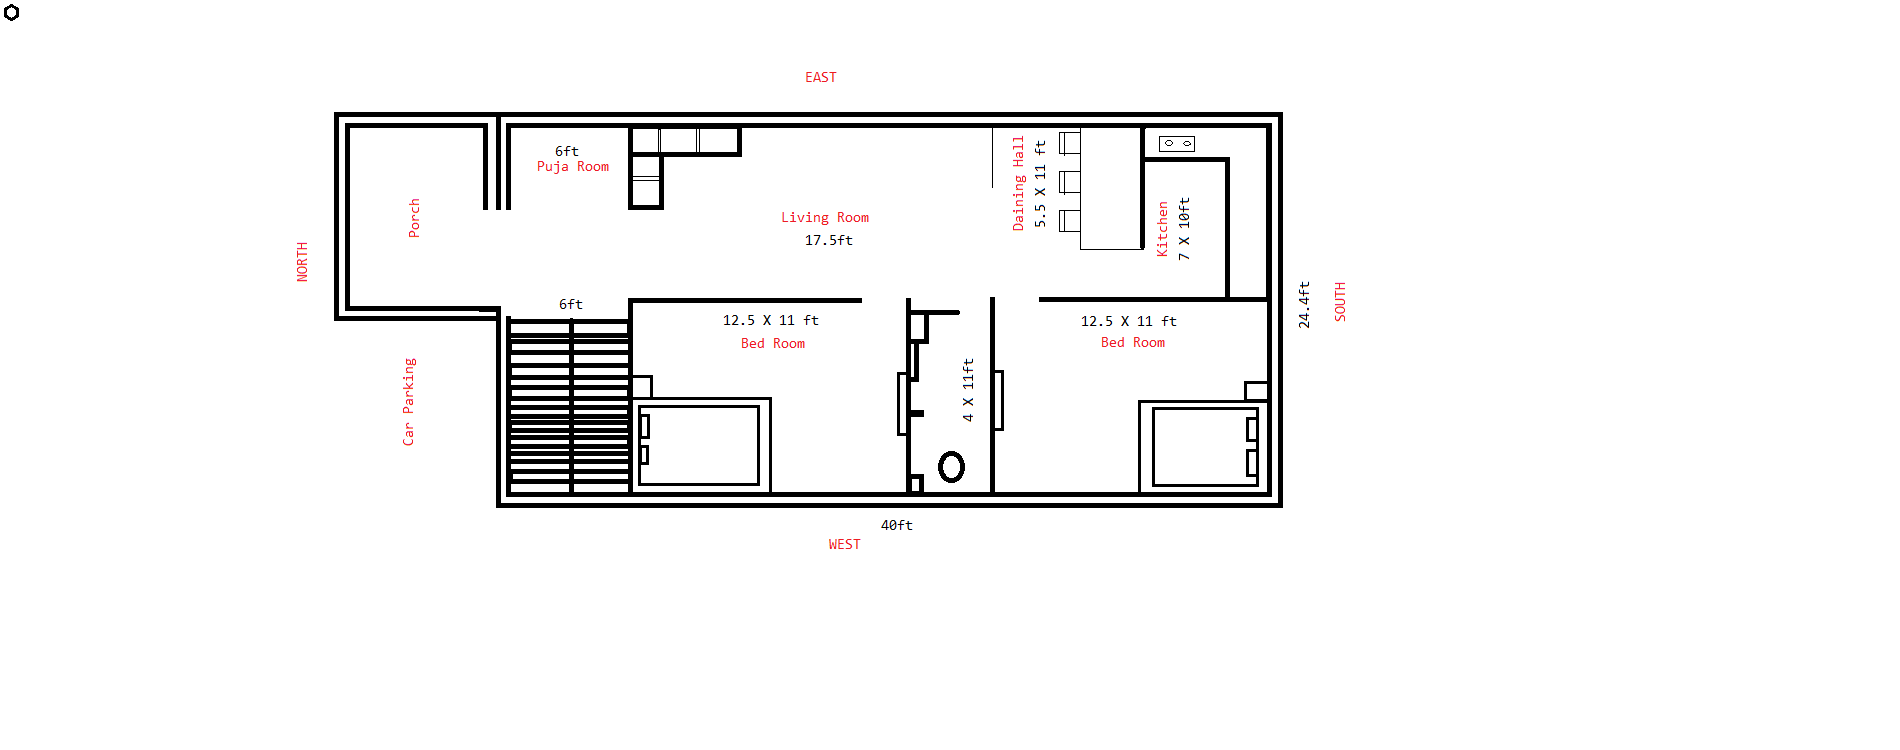 EAST
6ft
Puja Room
Living Room
17.5ft
Daining Hall
5.5 X 11 ft
Kitchen
7 X 10ft
Porch
NORTH
SOUTH
24.4ft
6ft
12.5 X 11 ft
Bed Room
4 X 11ft
12.5 X 11 ft
Bed Room
Car Parking
40ft
WEST